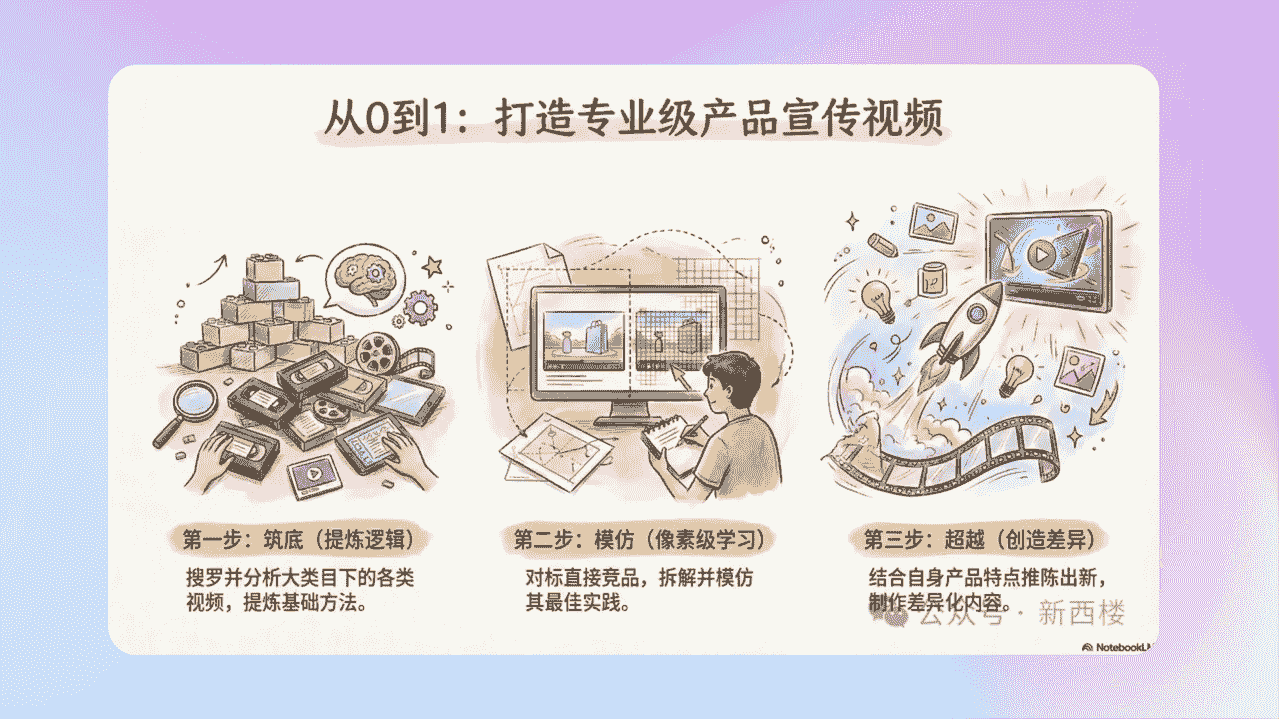 从0到1：打造专业级产品宣传视频
第一步：筑底（提炼逻辑）
搜罗并分析大类目下的各类
视频，提炼基础方法。
第二步：模仿（像素级学习）
对标直接竞品，拆解并模仿
其最佳实践。
第三步：超越（创造差异）
结合自身产品特点推陈出新，
制作差异化内容。
公众号 · 新西楼
NotebookLM